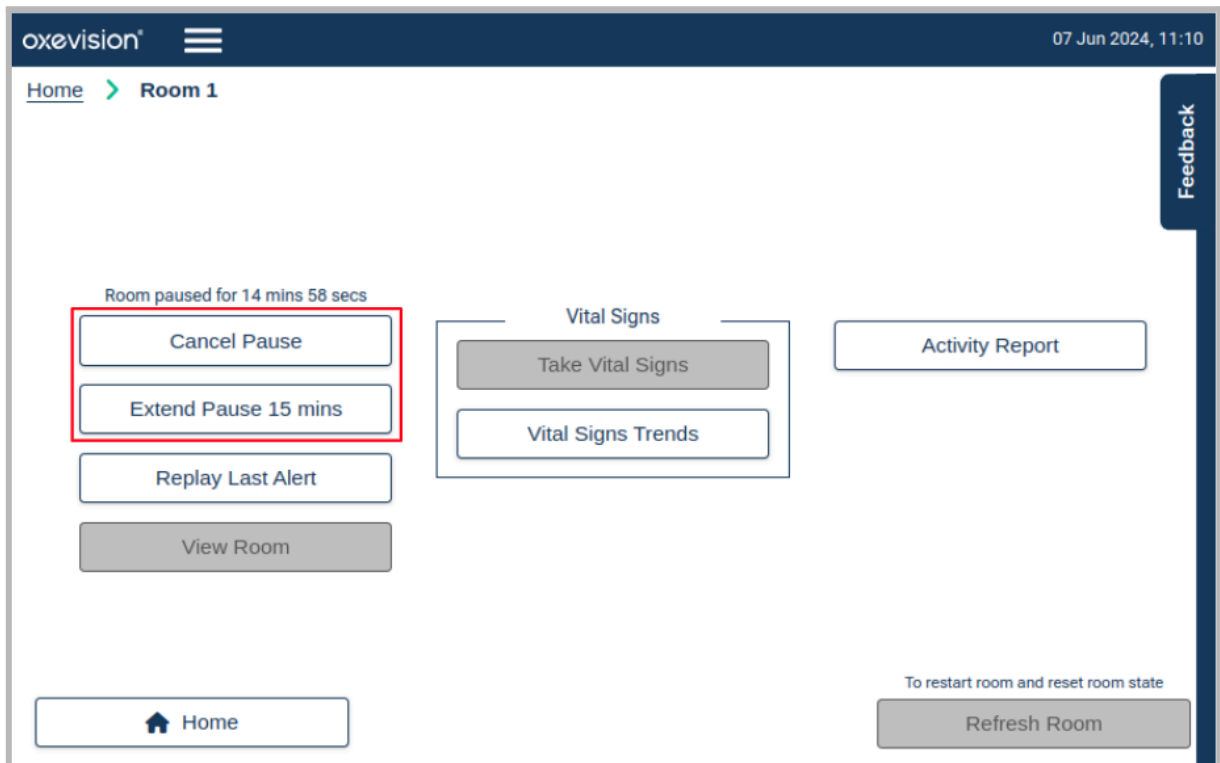 oxevision®
07 Jun 2024, 11:10
Home > Room 1
Feedback
Room paused for 14 mins 58 secs
Cancel Pause
Extend Pause 15 mins
Replay Last Alert
View Room
Vital Signs
Take Vital Signs
Vital Signs Trends
Activity Report
Home
To restart room and reset room state
Refresh Room